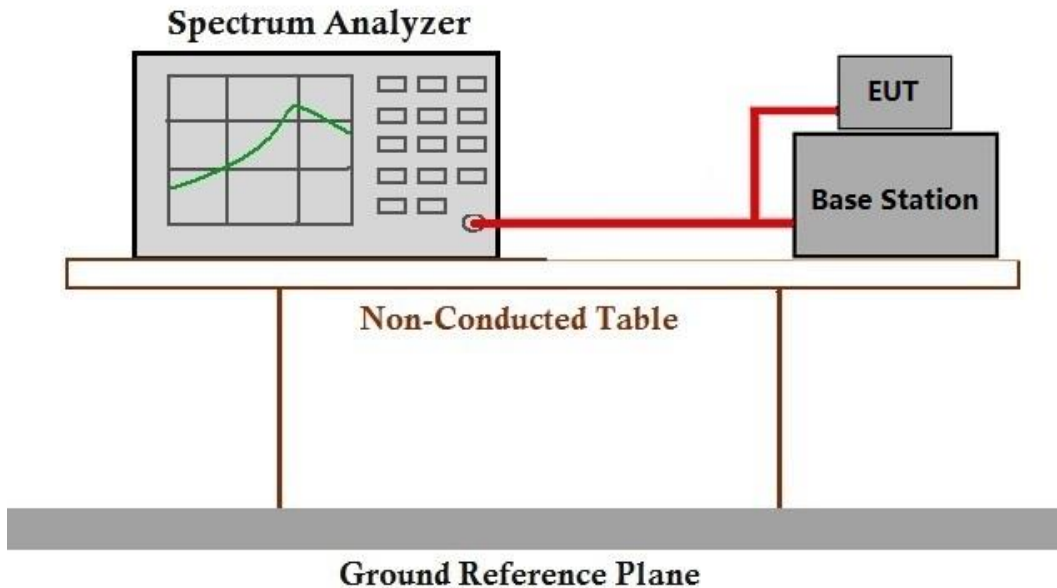 Spectrum Analyzer
EUT
Base Station
Non-Conducted Table
Ground Reference Plane